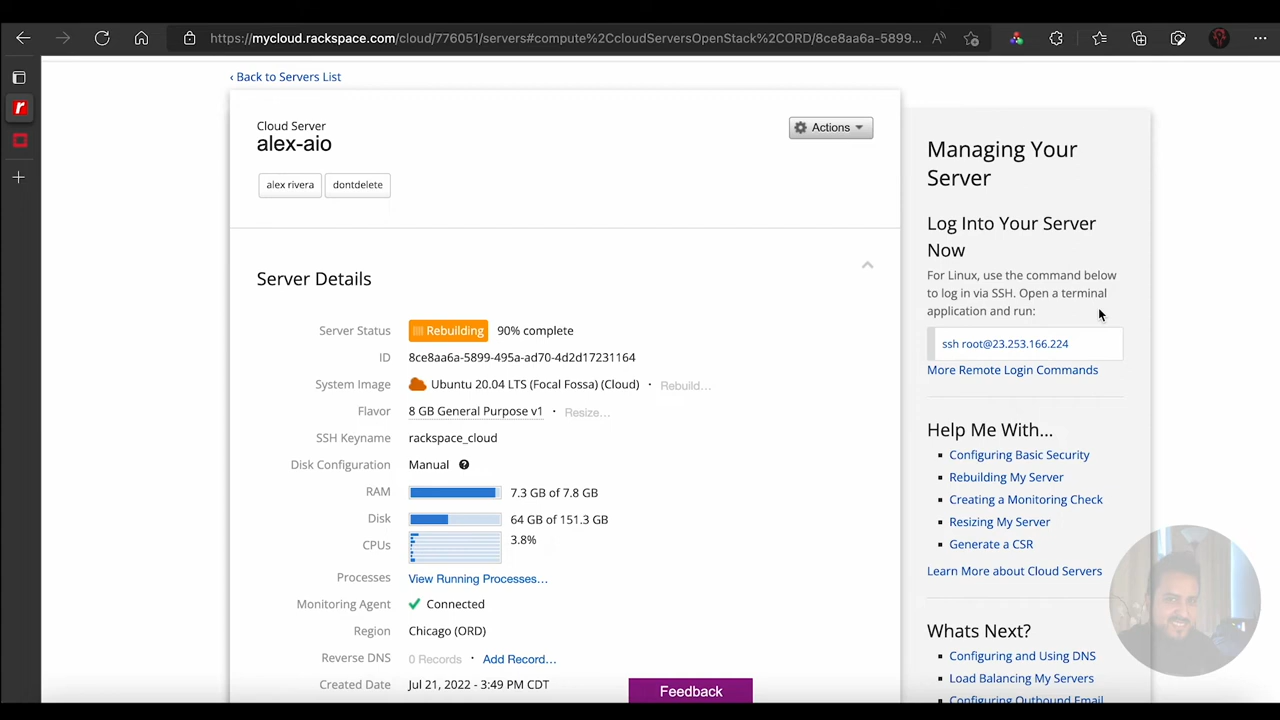 https://mycloud.rackspace.com/cloud/776051/servers#compute%2CcloudServersOpenStack%2CORD/8ce8aa6a-5899...
‹ Back to Servers List
Cloud Server
alex-aio
Actions
alex rivera
dontdelete
Server Details
Server Status Rebuilding 90% complete
ID 8ce8aa6a-5899-495a-ad70-4d2d17231164
System Image Ubuntu 20.04 LTS (Focal Fossa) (Cloud) · Rebuild...
Flavor 8 GB General Purpose v1 · Resize...
SSH Keyname rackspace_cloud
Disk Configuration Manual ?
RAM 7.3 GB of 7.8 GB
Disk 64 GB of 151.3 GB
CPUs 3.8%
Processes View Running Processes...
Monitoring Agent Connected
Region Chicago (ORD)
Reverse DNS 0 Records · Add Record...
Created Date Jul 21, 2022 - 3:49 PM CDT
Feedback
Managing Your
Server
Log Into Your Server
Now
For Linux, use the command below
to log in via SSH. Open a terminal
application and run:
ssh root@23.253.166.224
More Remote Login Commands
Help Me With...
Configuring Basic Security
Rebuilding My Server
Creating a Monitoring Check
Resizing My Server
Generate a CSR
Learn More about Cloud Servers
Whats Next?
Configuring and Using DNS
Load Balancing My Servers
Configuring Outbound Email